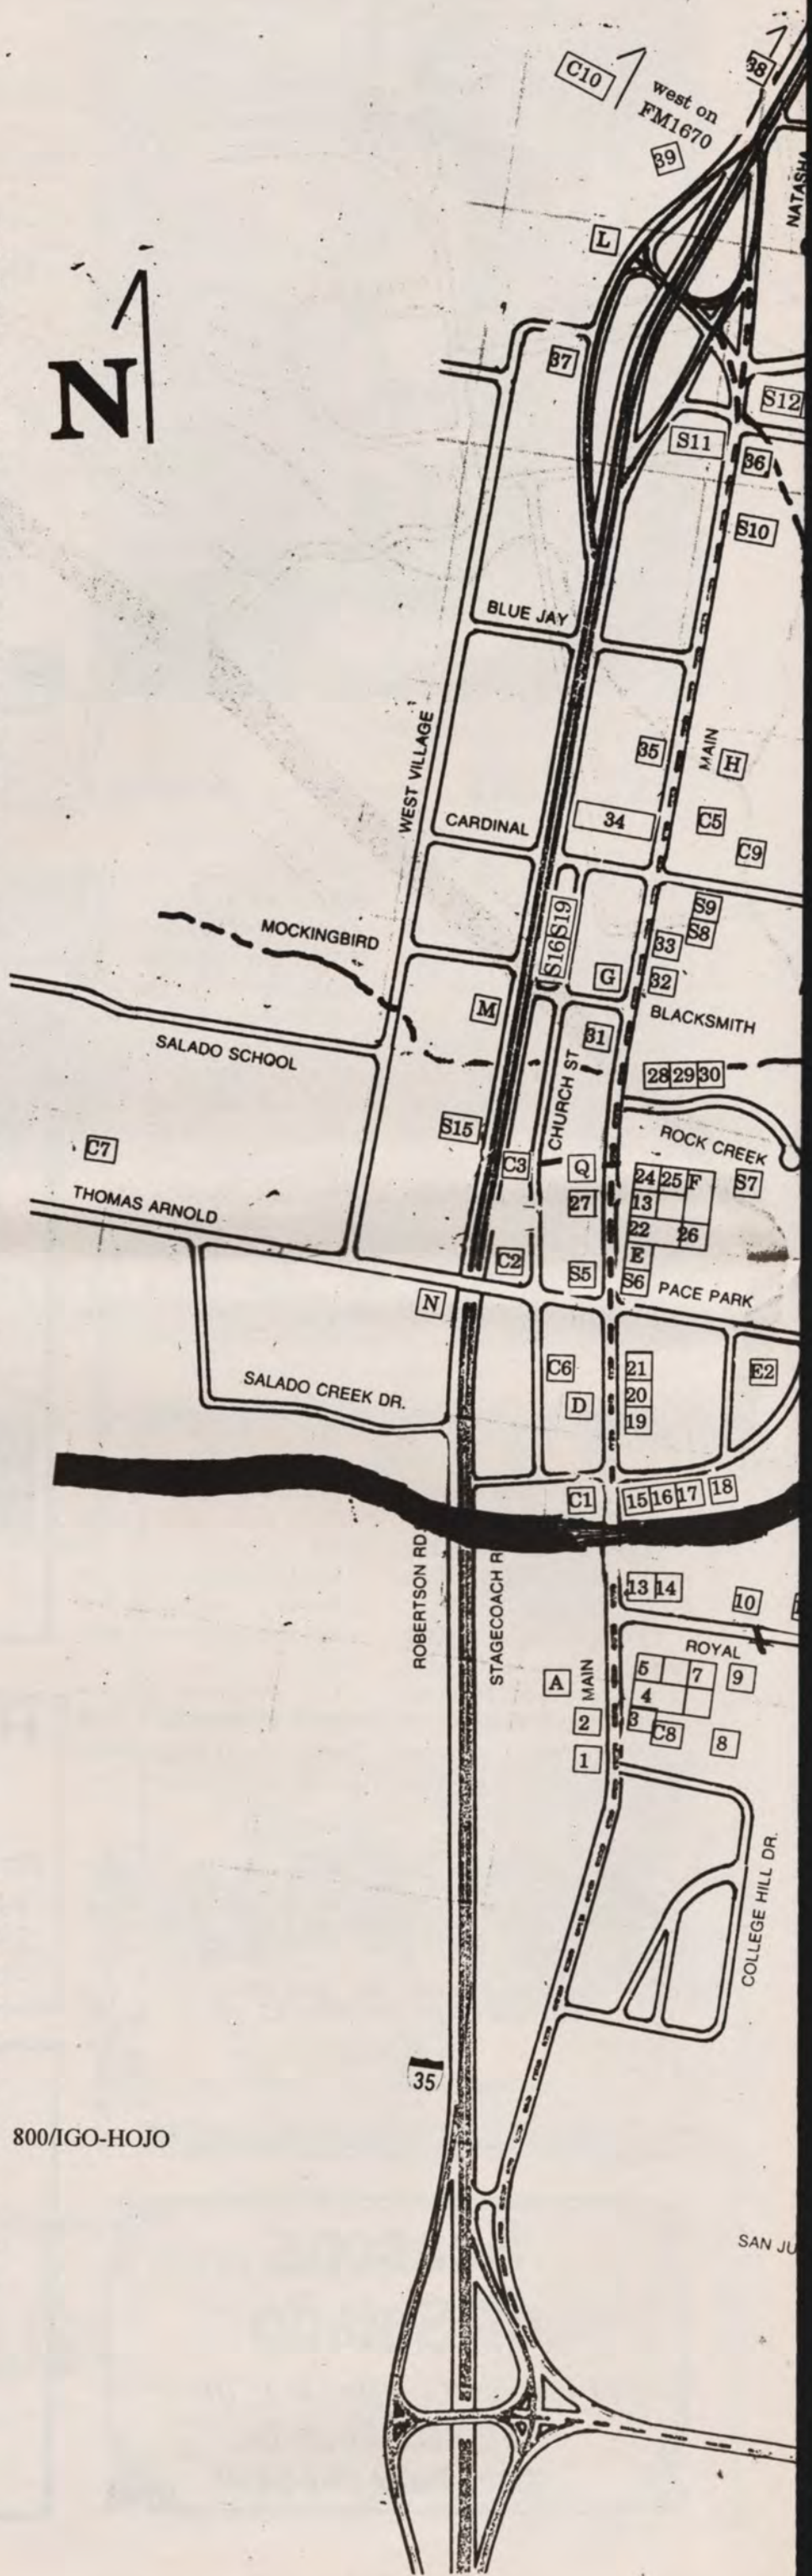 C10
west on
FM1670
38
39
NATASHA
L
N
37
S12
S11
36
S10
BLUE JAY
WEST VILLAGE
35
MAIN
H
CARDINAL
34
C5
C9
S16 S19
S9
S8
33
MOCKINGBIRD
G
32
M
BLACKSMITH
SALADO SCHOOL
31
CHURCH ST
28 29 30
S15
C7
C3
ROCK CREEK
Q
24 25 F
S7
THOMAS ARNOLD
27
13
22
26
C2
E
S5
S6
PACE PARK
N
C6
21
E2
SALADO CREEK DR.
D
20
19
C1
15 16 17 18
ROBERTSON RD
STAGECOACH R
13 14
10
ROYAL
A
MAIN
5
7
9
4
2
3
C8
8
1
COLLEGE HILL DR.
35
800/IGO-HOJO
SAN JU